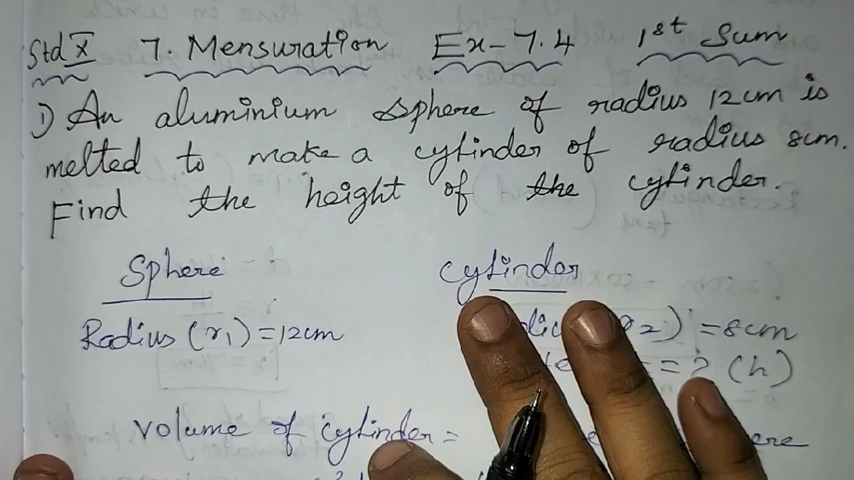 Std X 7. Mensuration Ex-7.4 1st Sum
1) An aluminium sphere of radius 12cm is
melted to make a cylinder of radius 8cm.
Find the height of the cylinder.
Sphere Cylinder
Radius (r1) = 12cm = 8cm
= ? (h)
Volume of cylinder =